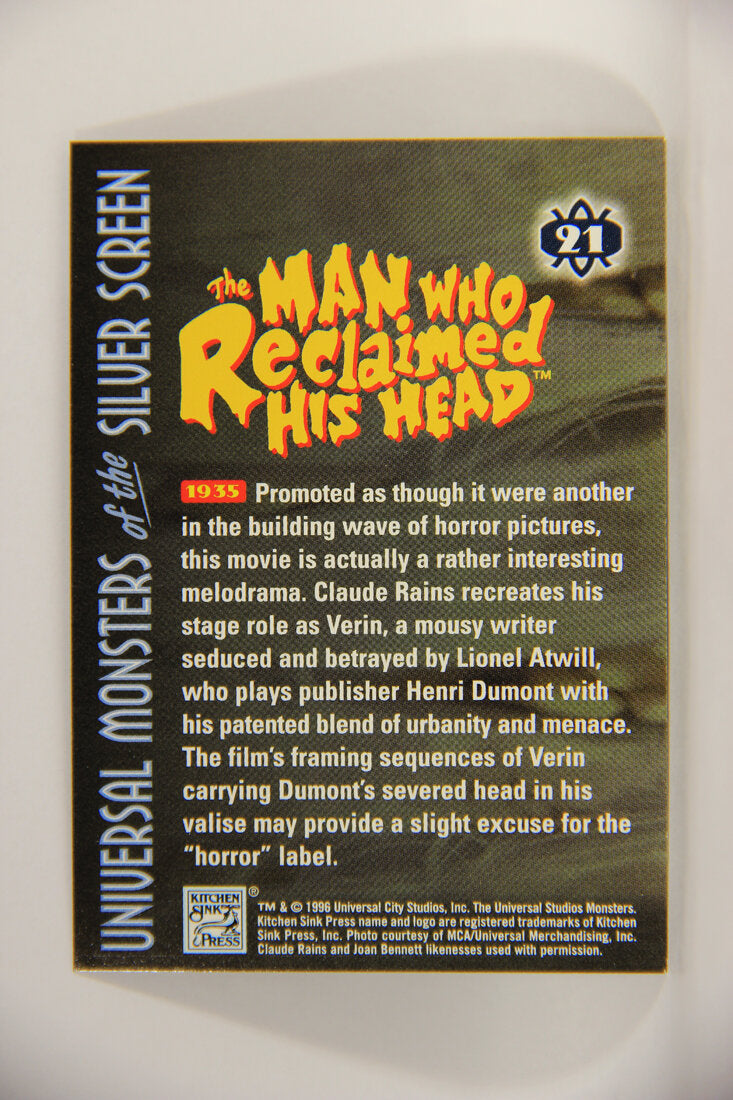 UNIVERSAL MONSTERS of the SILVER SCREEN
21
The MAN WHO
Reclaimed
HIS HEAD™
1935 Promoted as though it were another
in the building wave of horror pictures,
this movie is actually a rather interesting
melodrama. Claude Rains recreates his
stage role as Verin, a mousy writer
seduced and betrayed by Lionel Atwill,
who plays publisher Henri Dumont with
his patented blend of urbanity and menace.
The film's framing sequences of Verin
carrying Dumont's severed head in his
valise may provide a slight excuse for the
"horror" label.
KITCHEN
SINK
PRESS
®
TM & © 1996 Universal City Studios, Inc. The Universal Studios Monsters.
Kitchen Sink Press name and logo are registered trademarks of Kitchen
Sink Press, Inc. Photo courtesy of MCA/Universal Merchandising, Inc.
Claude Rains and Joan Bennett likenesses used with permission.